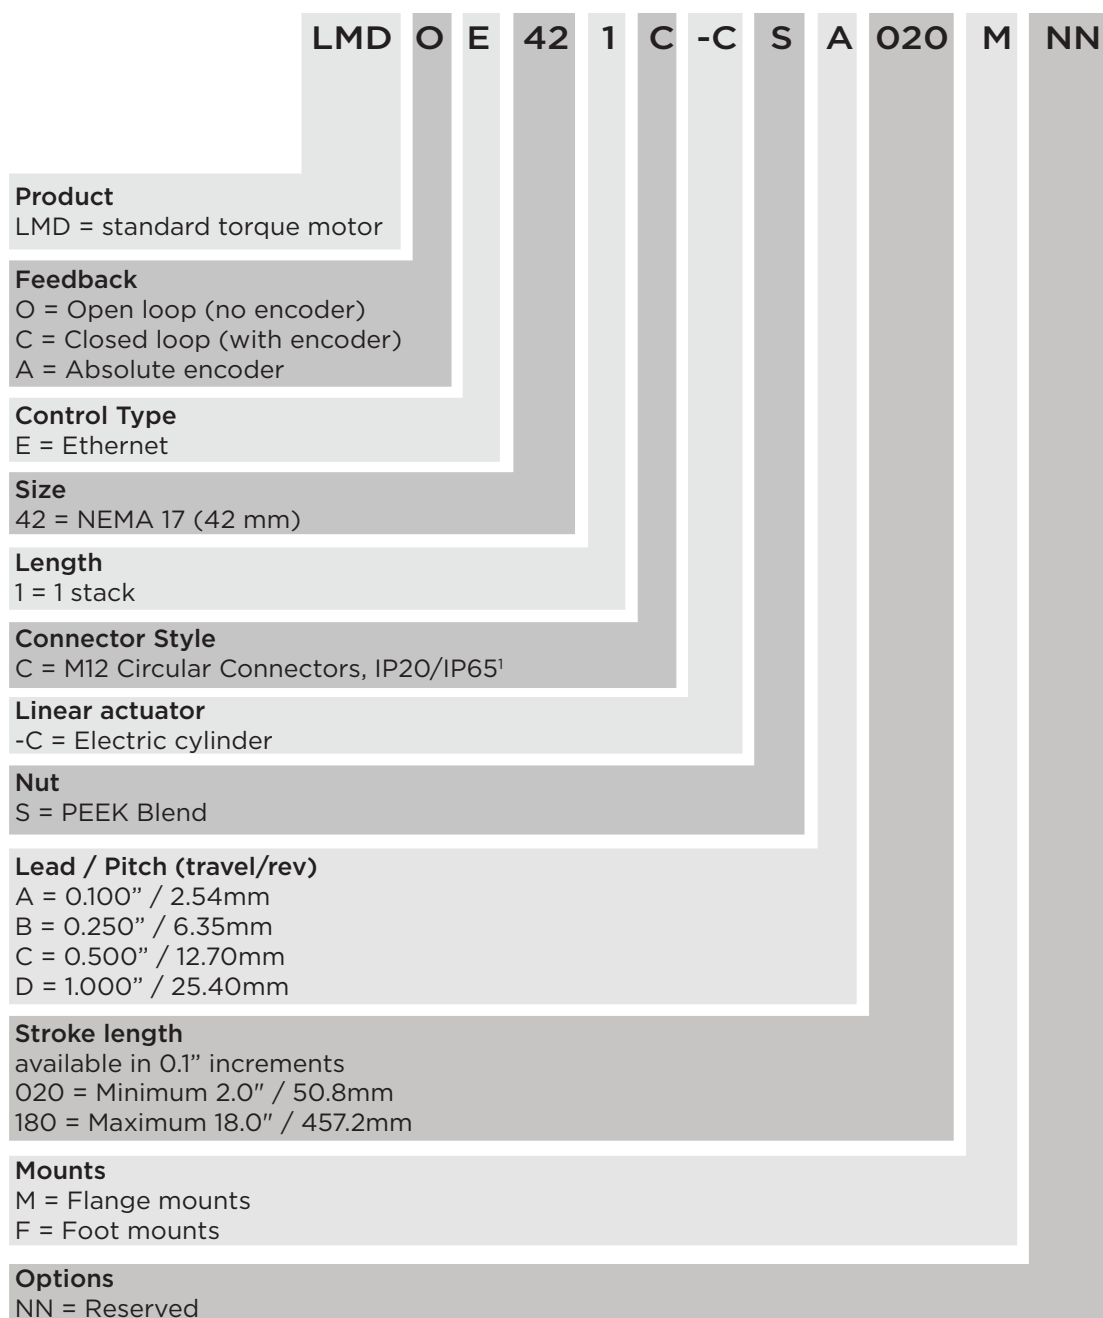 LMD O E 42 1 C -C S A 020 M NN
Product
LMD = standard torque motor
Feedback
O = Open loop (no encoder)
C = Closed loop (with encoder)
A = Absolute encoder
Control Type
E = Ethernet
Size
42 = NEMA 17 (42 mm)
Length
1 = 1 stack
Connector Style
C = M12 Circular Connectors, IP20/IP65¹
Linear actuator
-C = Electric cylinder
Nut
S = PEEK Blend
Lead / Pitch (travel/rev)
A = 0.100” / 2.54mm
B = 0.250” / 6.35mm
C = 0.500” / 12.70mm
D = 1.000” / 25.40mm
Stroke length
available in 0.1” increments
020 = Minimum 2.0" / 50.8mm
180 = Maximum 18.0" / 457.2mm
Mounts
M = Flange mounts
F = Foot mounts
Options
NN = Reserved